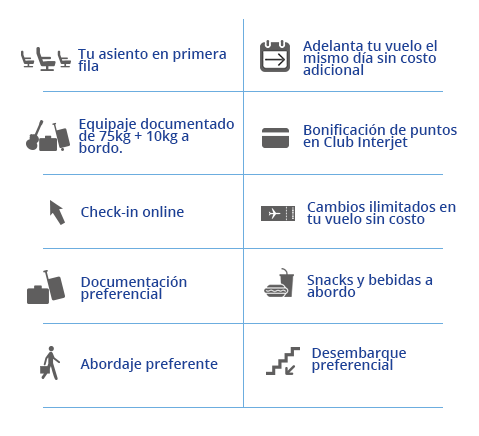 Tu asiento en primera
fila
Adelanta tu vuelo el
mismo día sin costo
adicional
Equipaje documentado
de 75kg + 10kg a
bordo.
Bonificación de puntos
en Club Interjet
Check-in online
Cambios ilimitados en
tu vuelo sin costo
Documentación
preferencial
Snacks y bebidas a
abordo
Abordaje preferente
Desembarque
preferencial